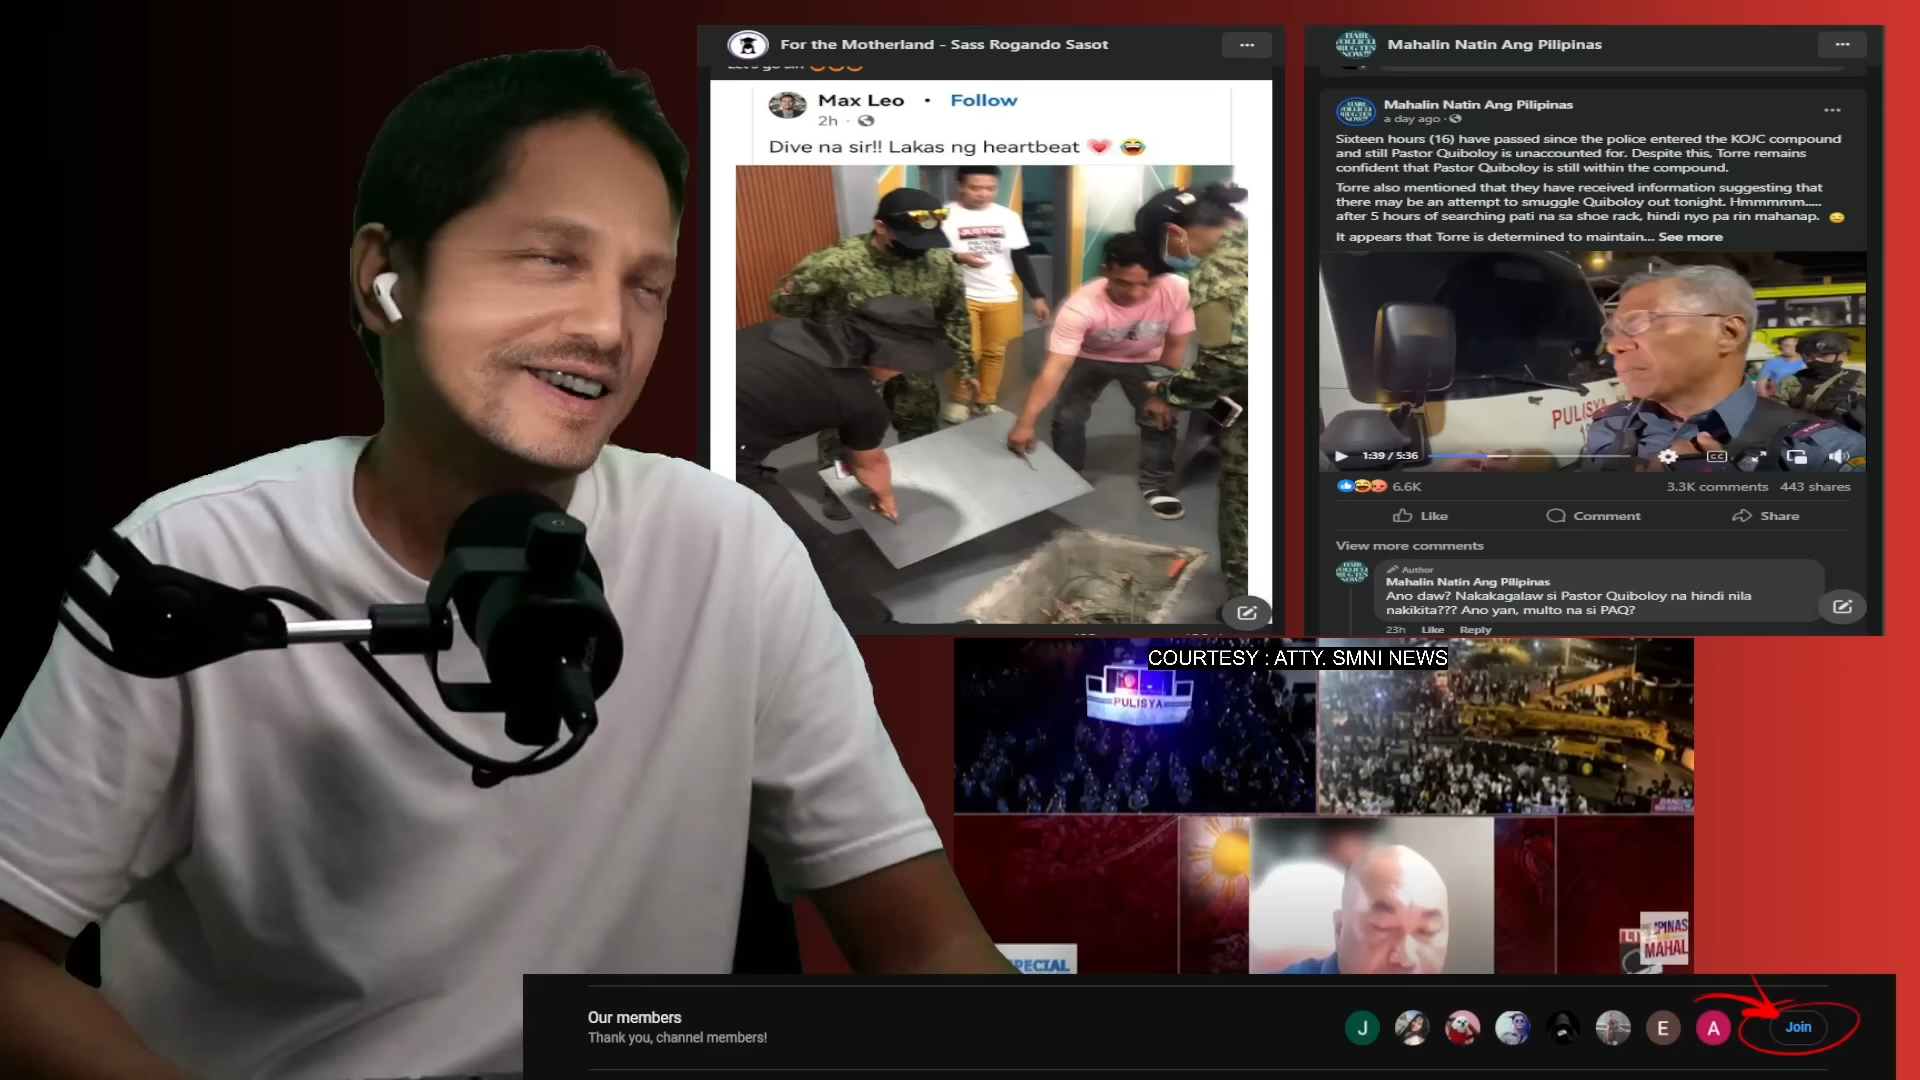 For the Motherland - Sass Rogando Sasot
Max Leo • Follow
2h ·
Dive na sir!! Lakas ng heartbeat
JUSTICE
Mahalin Natin Ang Pilipinas
Mahalin Natin Ang Pilipinas
a day ago ·
Sixteen hours (16) have passed since the police entered the KOJC compound
and still Pastor Quiboloy is unaccounted for. Despite this, Torre remains
confident that Pastor Quiboloy is still within the compound.
Torre also mentioned that they have received information suggesting that
there may be an attempt to smuggle Quiboloy out tonight. Hmmmmm.....
after 5 hours of searching pati na sa shoe rack, hindi nyo pa rin mahanap.
It appears that Torre is determined to maintain... See more
PULISYA
1:39 / 5:36
CC
6.6K
3.3K comments 443 shares
Like Comment Share
View more comments
Author
Mahalin Natin Ang Pilipinas
Ano daw? Nakakagalaw si Pastor Quiboloy na hindi nila
nakikita??? Ano yan, multo na si PAQ?
23h Like Reply
COURTESY : ATTY. SMNI NEWS
PULISYA
MAHAL
Our members
Thank you, channel members!
J
E
A
Join